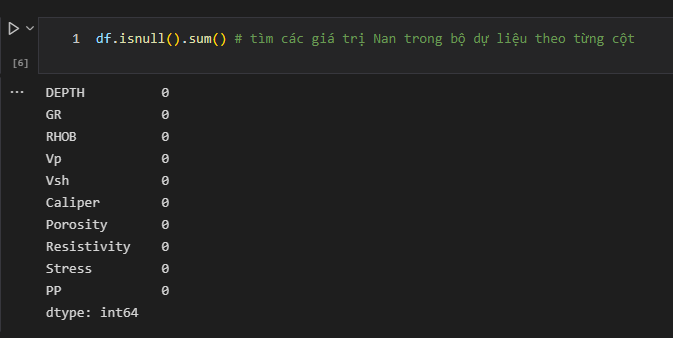 1 df.isnull().sum() # tìm các giá trị Nan trong bộ dự liệu theo từng cột
[6]
... DEPTH 0
GR 0
RHOB 0
Vp 0
Vsh 0
Caliper 0
Porosity 0
Resistivity 0
Stress 0
PP 0
dtype: int64